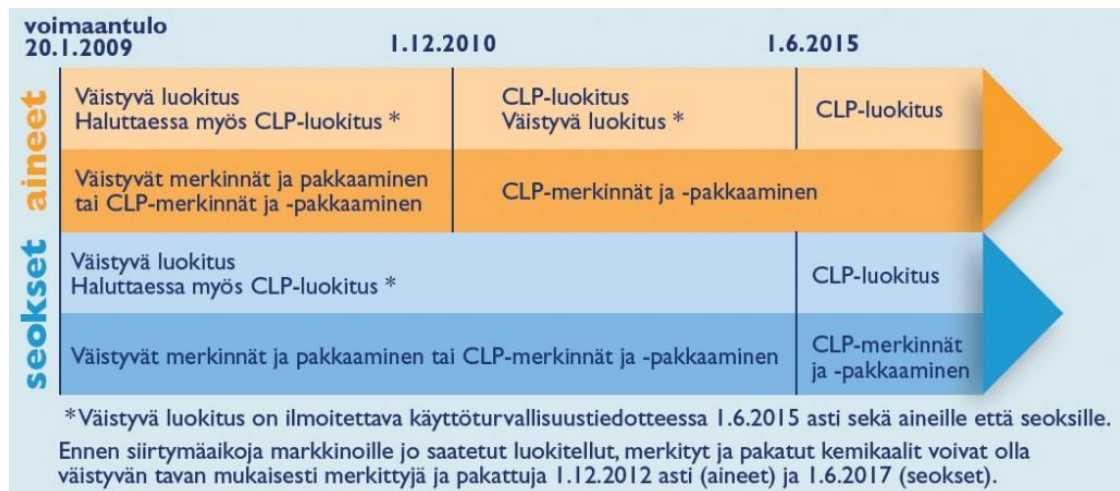 voimaantulo
20.1.2009 1.12.2010 1.6.2015
aineet
Väistyvä luokitus
Haluttaessa myös CLP-luokitus *
CLP-luokitus
Väistyvä luokitus *
CLP-luokitus
Väistyvät merkinnät ja pakkaaminen
tai CLP-merkinnät ja -pakkaaminen
CLP-merkinnät ja -pakkaaminen
seokset
Väistyvä luokitus
Haluttaessa myös CLP-luokitus *
CLP-luokitus
Väistyvät merkinnät ja pakkaaminen tai CLP-merkinnät ja -pakkaaminen
CLP-merkinnät
ja -pakkaaminen
*Väistyvä luokitus on ilmoitettava käyttöturvallisuustiedotteessa 1.6.2015 asti sekä aineille että seoksille.
Ennen siirtymäaikoja markkinoille jo saatetut luokitellut, merkityt ja pakatut kemikaalit voivat olla
väistyvän tavan mukaisesti merkittyjä ja pakattuja 1.12.2012 asti (aineet) ja 1.6.2017 (seokset).